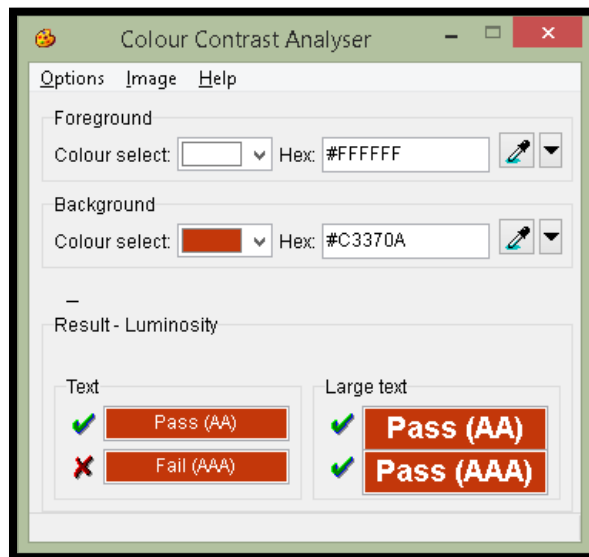 Colour Contrast Analyser
Options Image Help
Foreground
Colour select: Hex: #FFFFFF
Background
Colour select: Hex: #C3370A
Result - Luminosity
Text
Pass (AA)
Fail (AAA)
Large text
Pass (AA)
Pass (AAA)